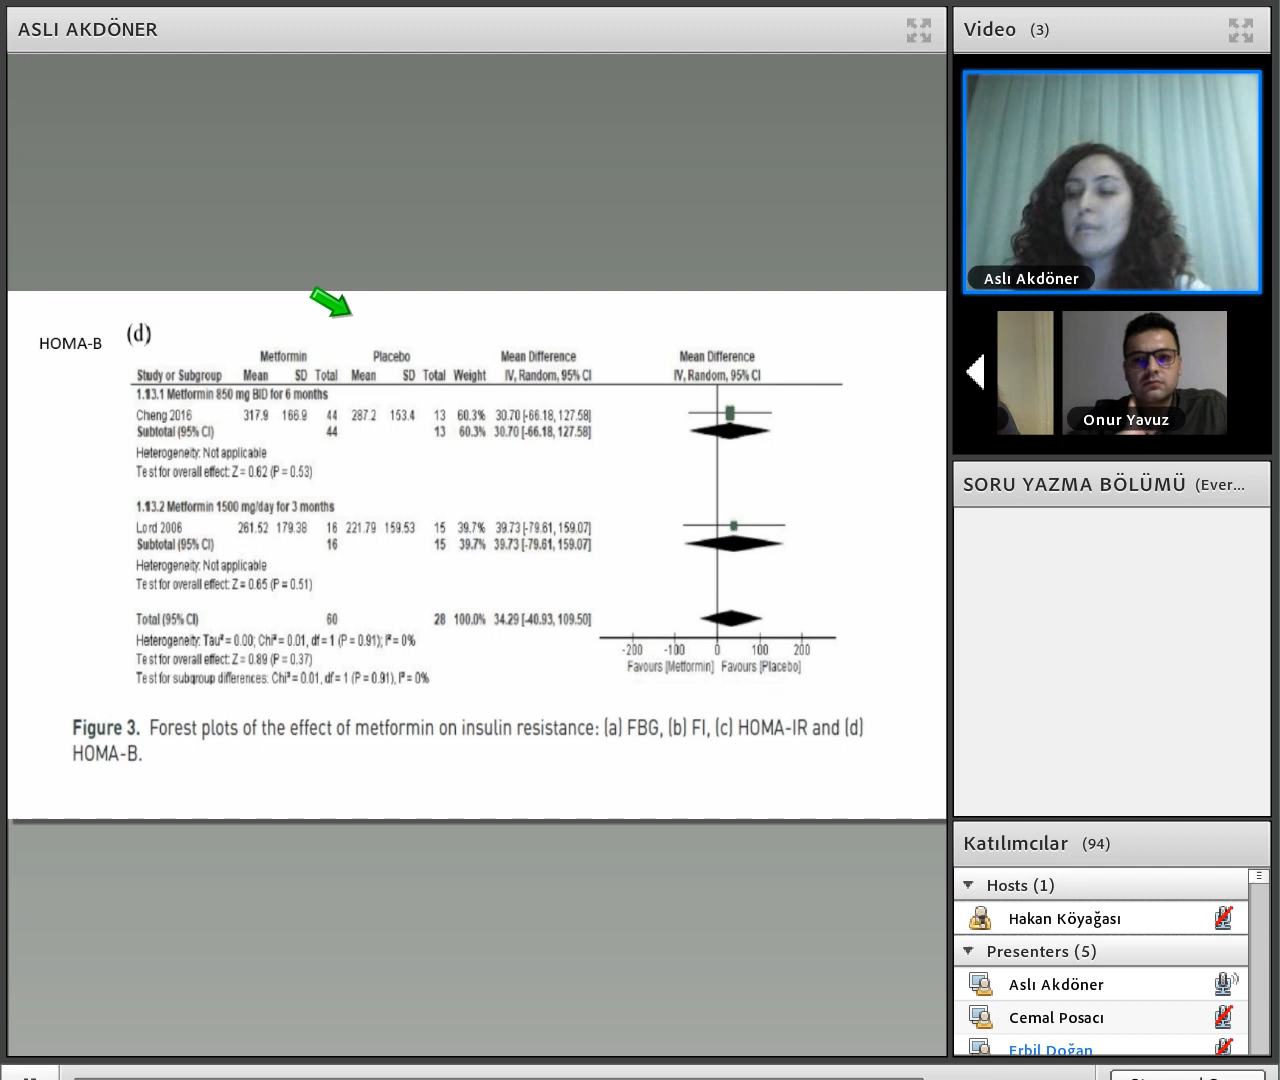 ASLI AKDÖNER
HOMA-B
(d)
Metformin Placebo Mean Difference Mean Difference
Study or Subgroup Mean SD Total Mean SD Total Weight IV, Random, 95% CI IV, Random, 95% CI
1.13.1 Metformin 850 mg BID for 6 months
Cheng 2016 317.9 166.9 44 287.2 153.4 13 60.3% 30.70 [-66.18, 127.58]
Subtotal (95% CI) 44 13 60.3% 30.70 [-66.18, 127.58]
Heterogeneity: Not applicable
Test for overall effect: Z = 0.62 (P = 0.53)
1.13.2 Metformin 1500 mg/day for 3 months
Lord 2006 261.52 179.38 16 221.79 159.53 15 39.7% 39.73 [-79.61, 159.07]
Subtotal (95% CI) 16 15 39.7% 39.73 [-79.61, 159.07]
Heterogeneity: Not applicable
Test for overall effect: Z = 0.65 (P = 0.51)
Total (95% CI) 60 28 100.0% 34.29 [-40.93, 109.50]
Heterogeneity: Tau² = 0.00; Chi² = 0.01, df = 1 (P = 0.91); I² = 0%
Test for overall effect: Z = 0.89 (P = 0.37)
Test for subgroup differences: Chi² = 0.01, df = 1 (P = 0.91), I² = 0%
-200 -100 0 100 200
Favours [Metformin] Favours [Placebo]
Figure 3. Forest plots of the effect of metformin on insulin resistance: (a) FBG, (b) FI, (c) HOMA-IR and (d)
HOMA-B.
Video (3)
Aslı Akdöner
Onur Yavuz
SORU YAZMA BÖLÜMÜ (Ever...
Katılımcılar (94)
Hosts (1)
Hakan Köyağası
Presenters (5)
Aslı Akdöner
Cemal Posacı
Erbil Doğan